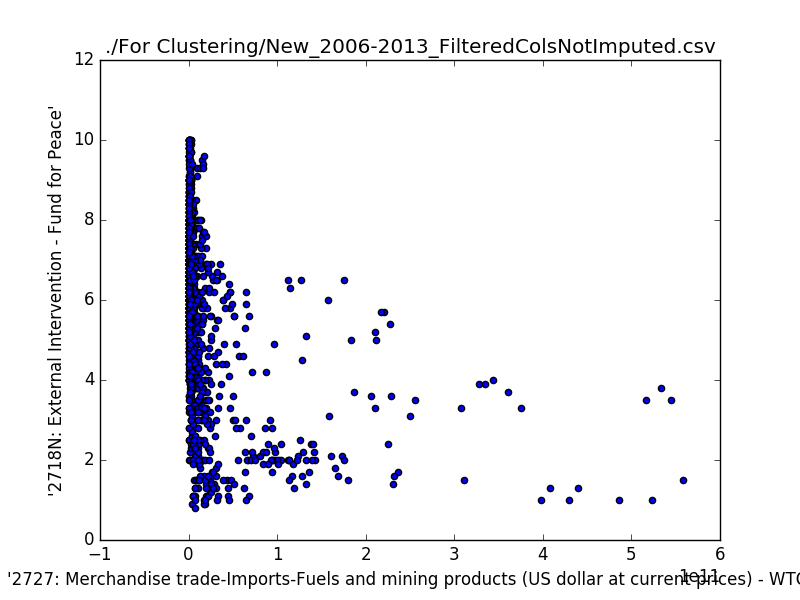 ./For Clustering/New_2006-2013_FilteredColsNotImputed.csv
12
10
8
6
4
2
0
'2718N: External Intervention - Fund for Peace'
−1 0 1 2 3 4 5 6
1e11
'2727: Merchandise trade-Imports-Fuels and mining products (US dollar at current prices) - WTO